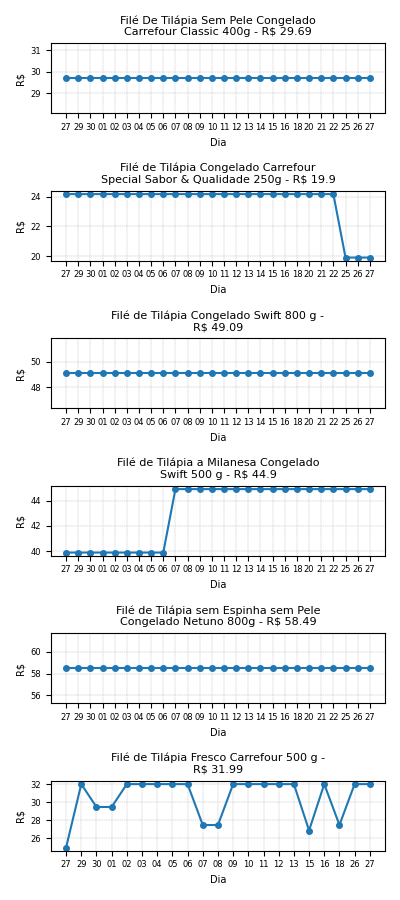 Filé De Tilápia Sem Pele Congelado
Carrefour Classic 400g - R$ 29.69
31
30
29
R$
27 29 30 01 02 03 04 05 06 07 08 09 10 11 12 13 14 15 16 18 20 21 22 25 26 27
Dia
Filé de Tilápia Congelado Carrefour
Special Sabor & Qualidade 250g - R$ 19.9
24
22
20
R$
27 29 30 01 02 03 04 05 06 07 08 09 10 11 12 13 14 15 16 18 20 21 22 25 26 27
Dia
Filé de Tilápia Congelado Swift 800 g -
R$ 49.09
50
48
R$
27 29 30 01 02 03 04 05 06 07 08 09 10 11 12 13 14 15 16 18 20 21 22 25 26 27
Dia
Filé de Tilápia a Milanesa Congelado
Swift 500 g - R$ 44.9
44
42
40
R$
27 29 30 01 02 03 04 05 06 07 08 09 10 11 12 13 14 15 16 18 20 21 22 25 26 27
Dia
Filé de Tilápia sem Espinha sem Pele
Congelado Netuno 800g - R$ 58.49
60
58
56
R$
27 29 30 01 02 03 04 05 06 07 08 09 10 11 12 13 14 15 16 18 20 21 22 25 26 27
Dia
Filé de Tilápia Fresco Carrefour 500 g -
R$ 31.99
32
30
28
26
R$
27 29 30 01 02 03 04 05 06 07 08 09 10 11 12 13 15 16 18 26 27
Dia